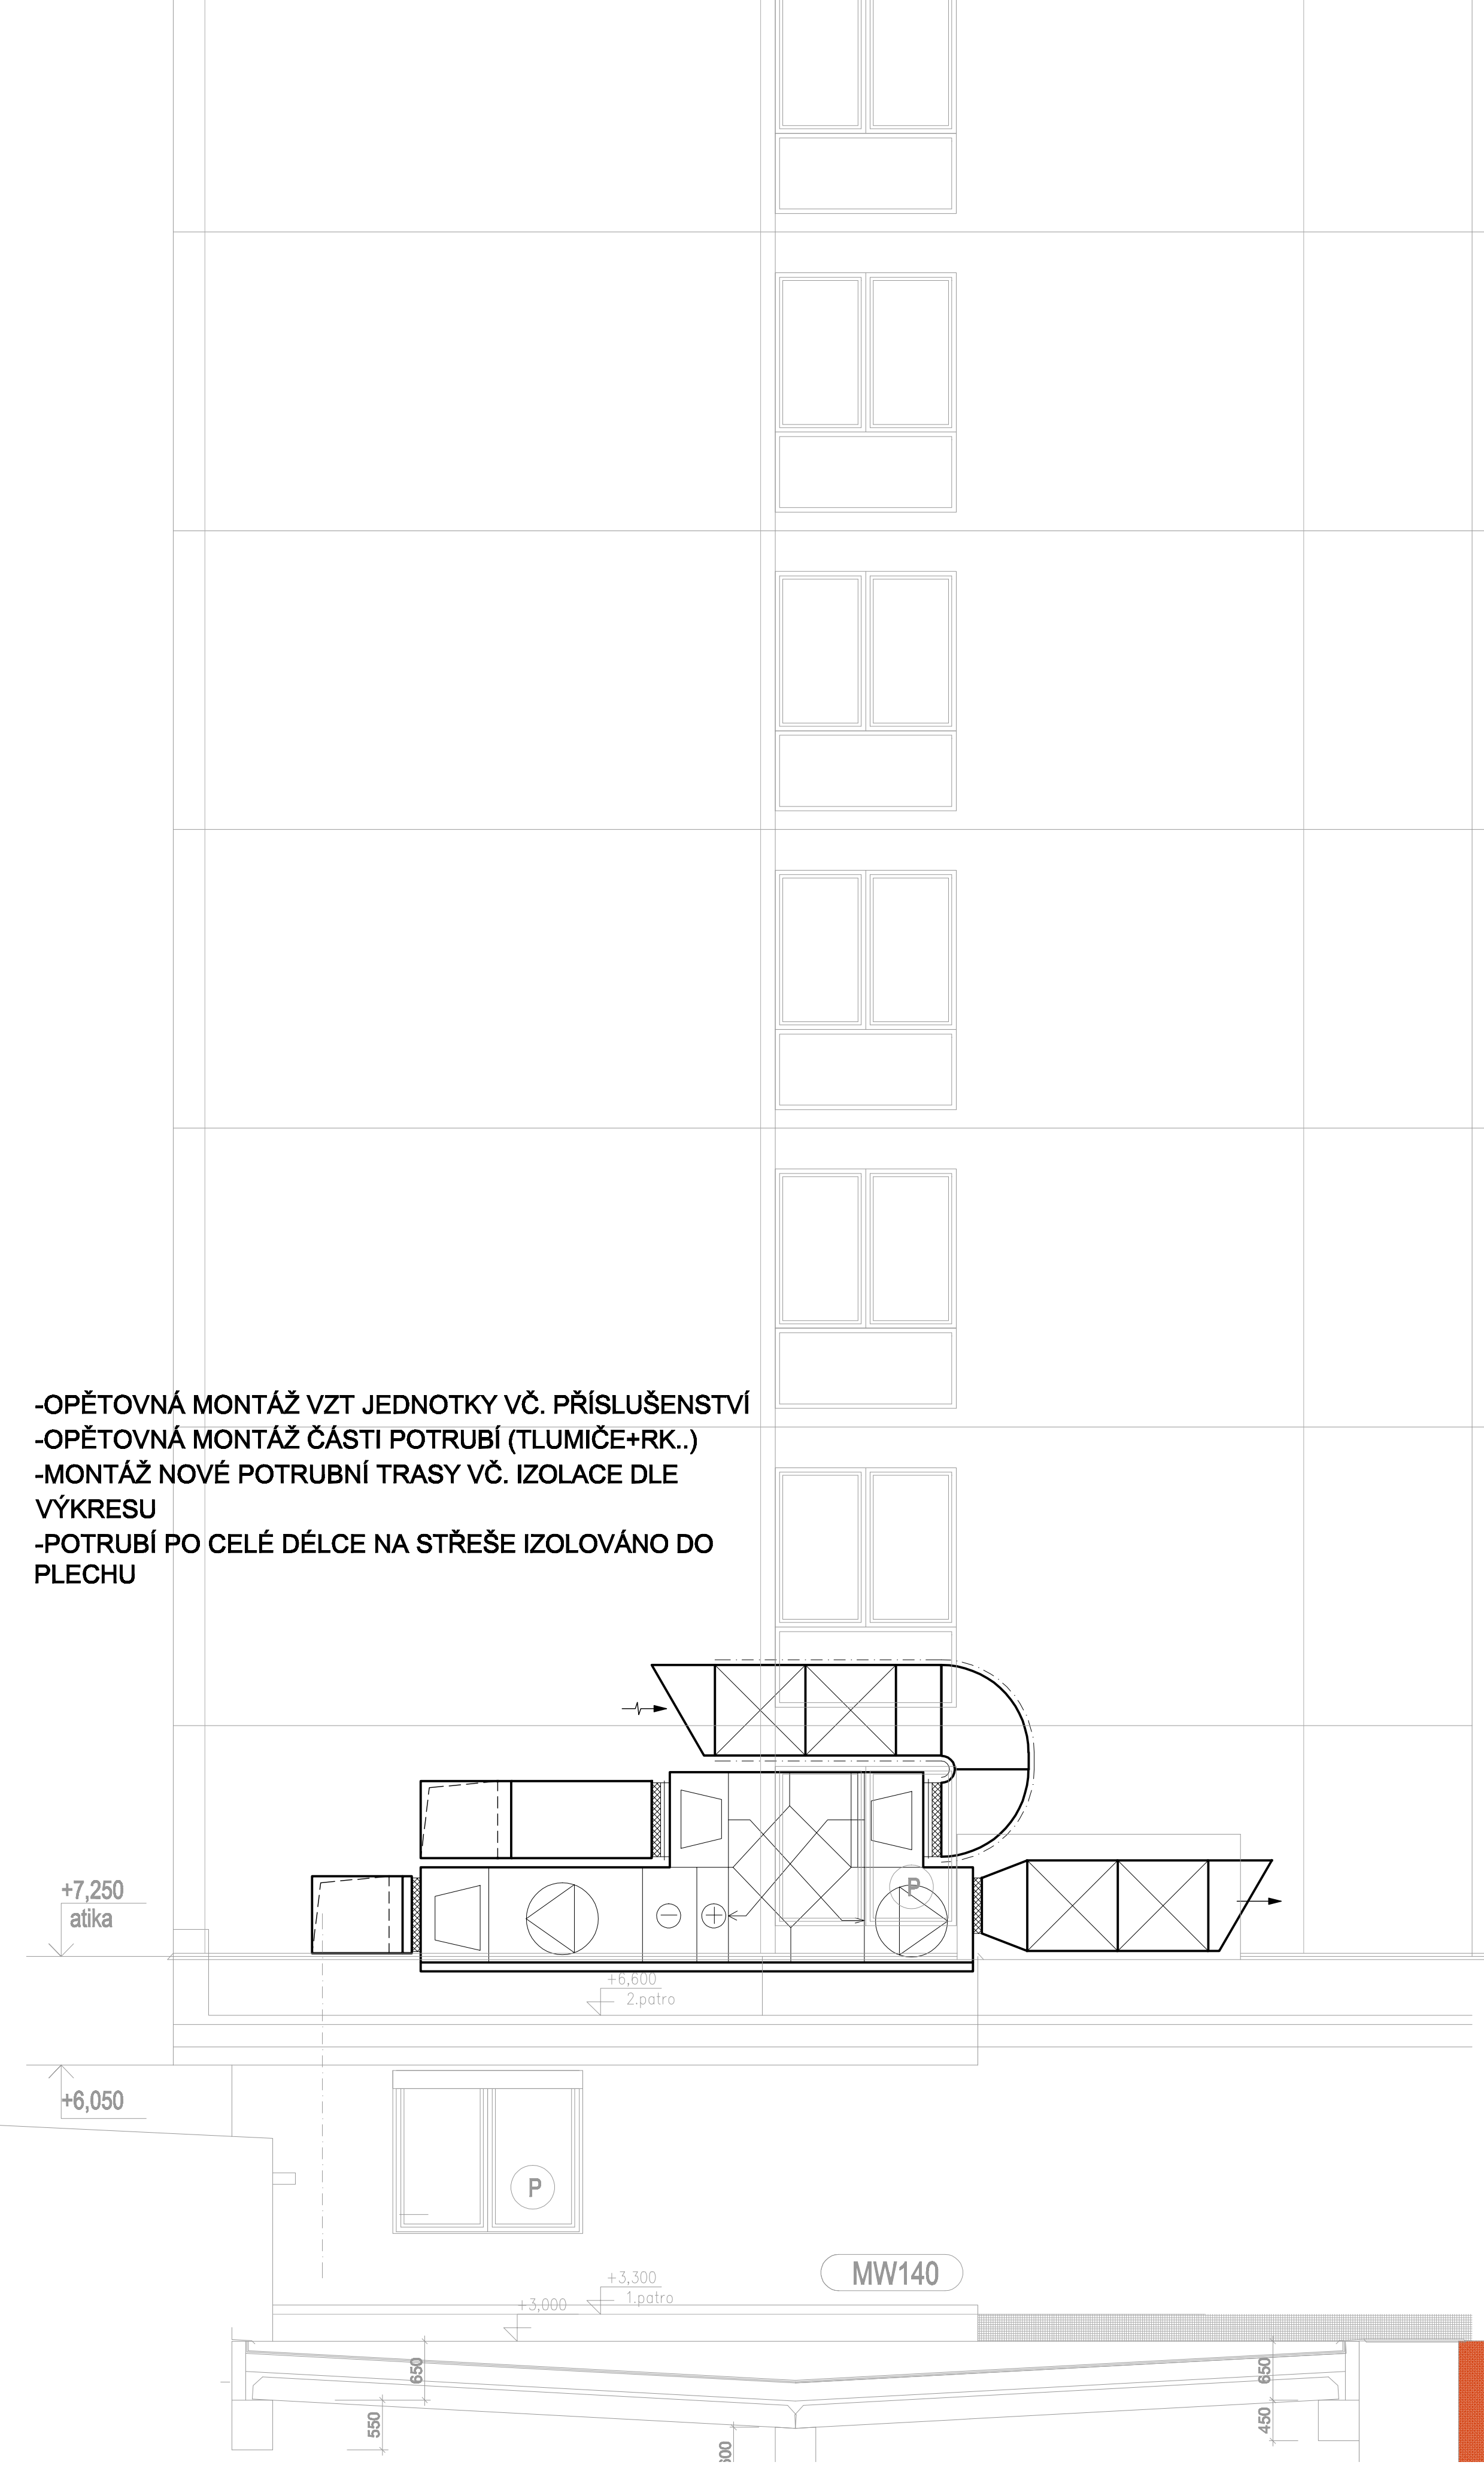 -OPĚTOVNÁ MONTÁŽ VZT JEDNOTKY VČ. PŘÍSLUŠENSTVÍ
-OPĚTOVNÁ MONTÁŽ ČÁSTI POTRUBÍ (TLUMIČE+RK..)
-MONTÁŽ NOVÉ POTRUBNÍ TRASY VČ. IZOLACE DLE
VÝKRESU
-POTRUBÍ PO CELÉ DÉLCE NA STŘEŠE IZOLOVÁNO DO
PLECHU
P
+7,250
atika
+6,600
2.patro
+6,050
P
MW140
+3,300
1.patro
+3,000
650
650
550
450